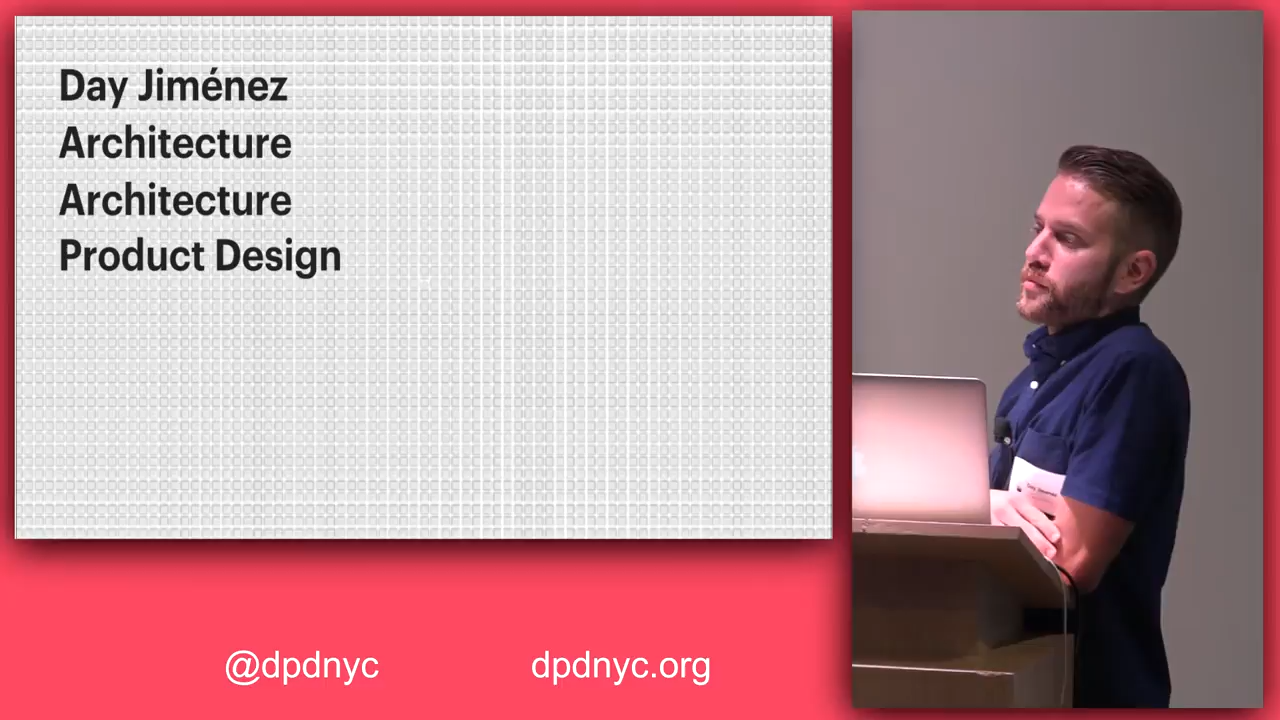 Day Jiménez
Architecture
Architecture
Product Design
@dpdnyc
dpdnyc.org